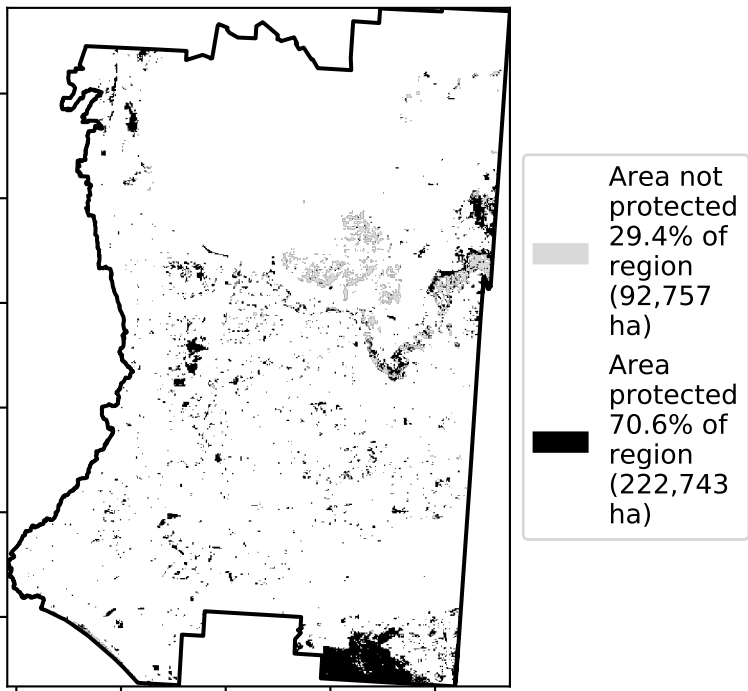 Area not
protected
29.4% of
region
(92,757
ha)
Area
protected
70.6% of
region
(222,743
ha)